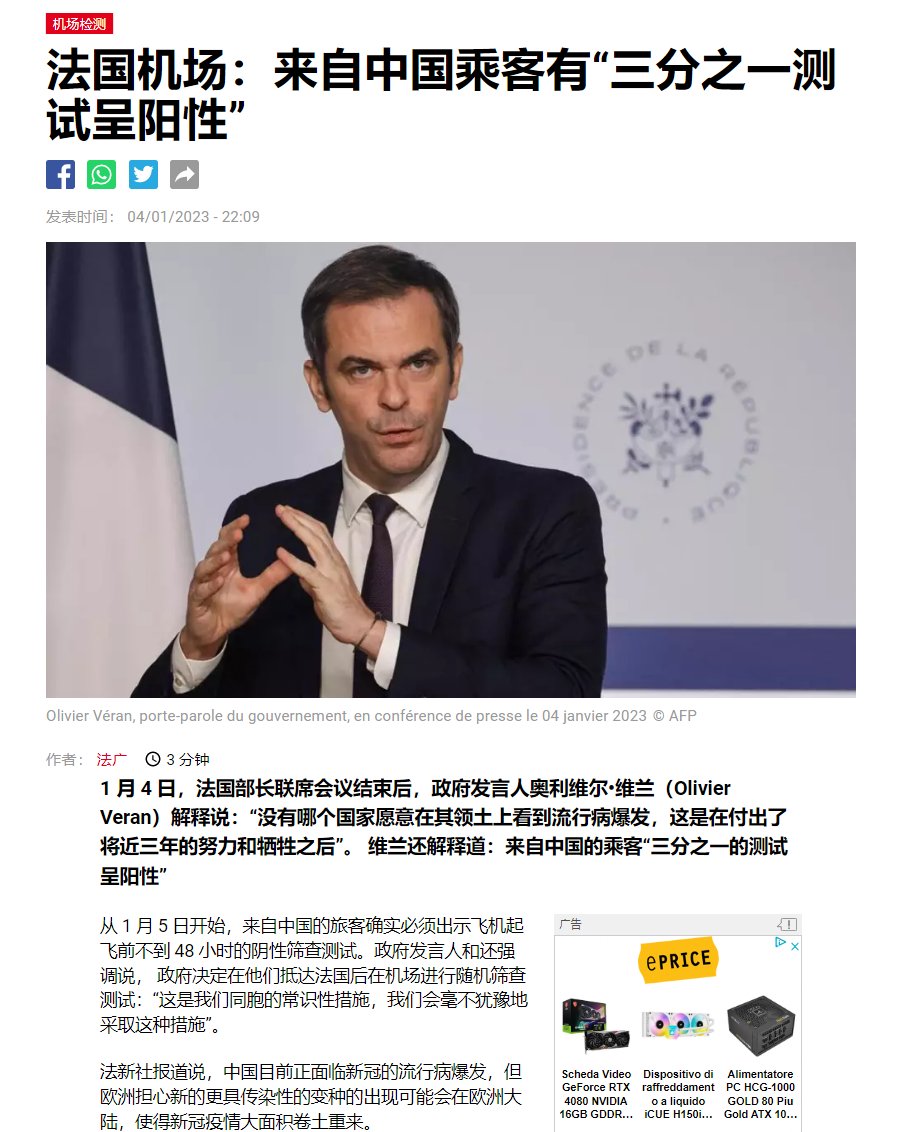 机场检测
法国机场：来自中国乘客有“三分之一测
试呈阳性”
发表时间： 04/01/2023 - 22:09
PRÉSIDENCE DE LA RÉPUBLIQUE
Olivier Véran, porte-parole du gouvernement, en conférence de presse le 04 janvier 2023 © AFP
作者： 法广 3 分钟
1 月 4 日，法国部长联席会议结束后，政府发言人奥利维尔·维兰（Olivier
Veran）解释说：“没有哪个国家愿意在其领土上看到流行病爆发，这是在付出了
将近三年的努力和牺牲之后”。 维兰还解释道：来自中国的乘客“三分之一的测试
呈阳性”
从 1 月 5 日开始，来自中国的旅客确实必须出示飞机起
飞前不到 48 小时的阴性筛查测试。政府发言人和还强
调说， 政府决定在他们抵达法国后在机场进行随机筛查
测试：“这是我们同胞的常识性措施，我们会毫不犹豫地
采取这种措施”。
法新社报道说，中国目前正面临新冠的流行病爆发，但
欧洲担心新的更具传染性的变种的出现可能会在欧洲大
陆，使得新冠疫情大面积卷土重来。
广告
ePRICE
Scheda Video
GeForce RTX
4080 NVIDIA
16GB GDDR...
Dispositivo di
raffreddament
o a liquido
iCUE H150i...
Alimentatore
PC HCG-1000
GOLD 80 Piu
Gold ATX 10...